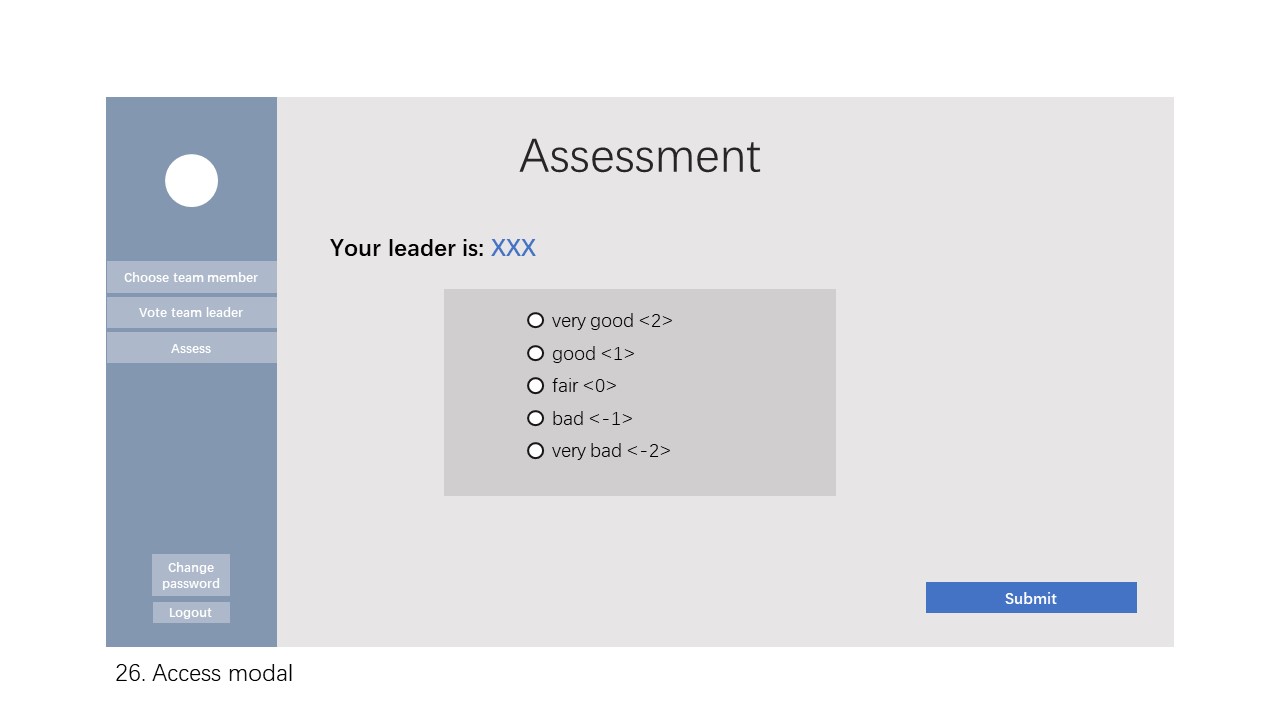 Assessment
Your leader is: XXX
Choose team member
Vote team leader
Assess
very good <2>
good <1>
fair <0>
bad <-1>
very bad <-2>
Change
password
Logout
Submit
26. Access modal